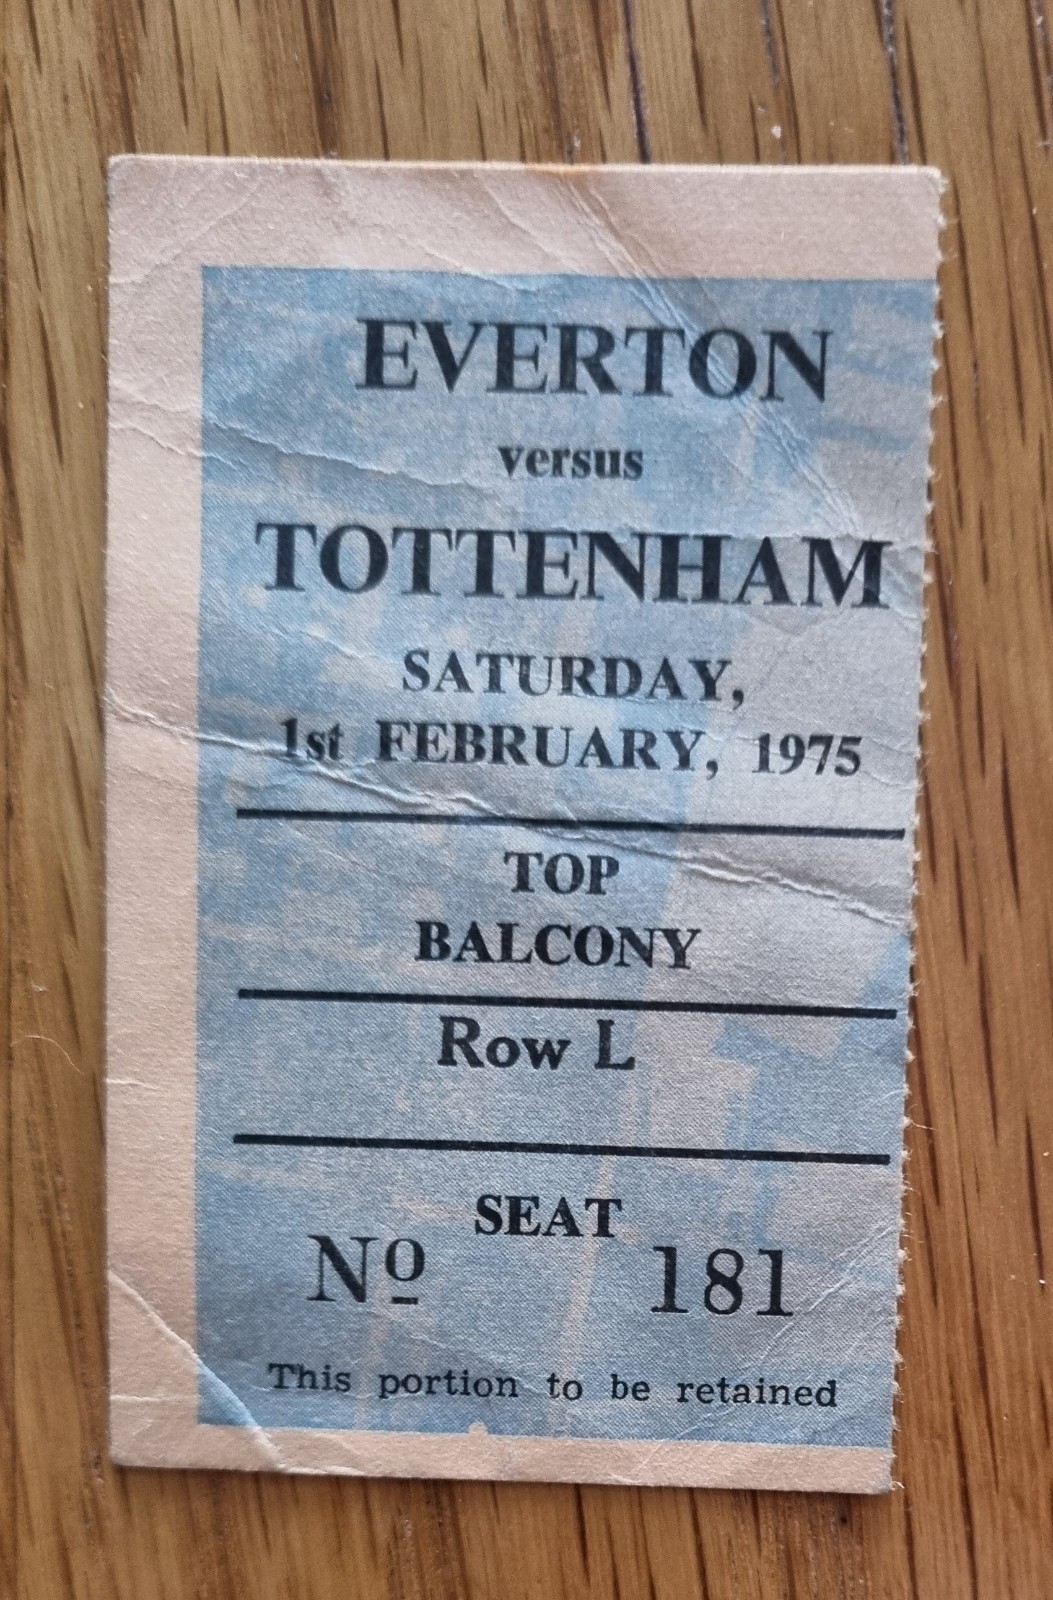 EVERTON
versus
TOTTENHAM
SATURDAY,
1st FEBRUARY, 1975
TOP
BALCONY
Row L
SEAT
Nº 181
This portion to be retained